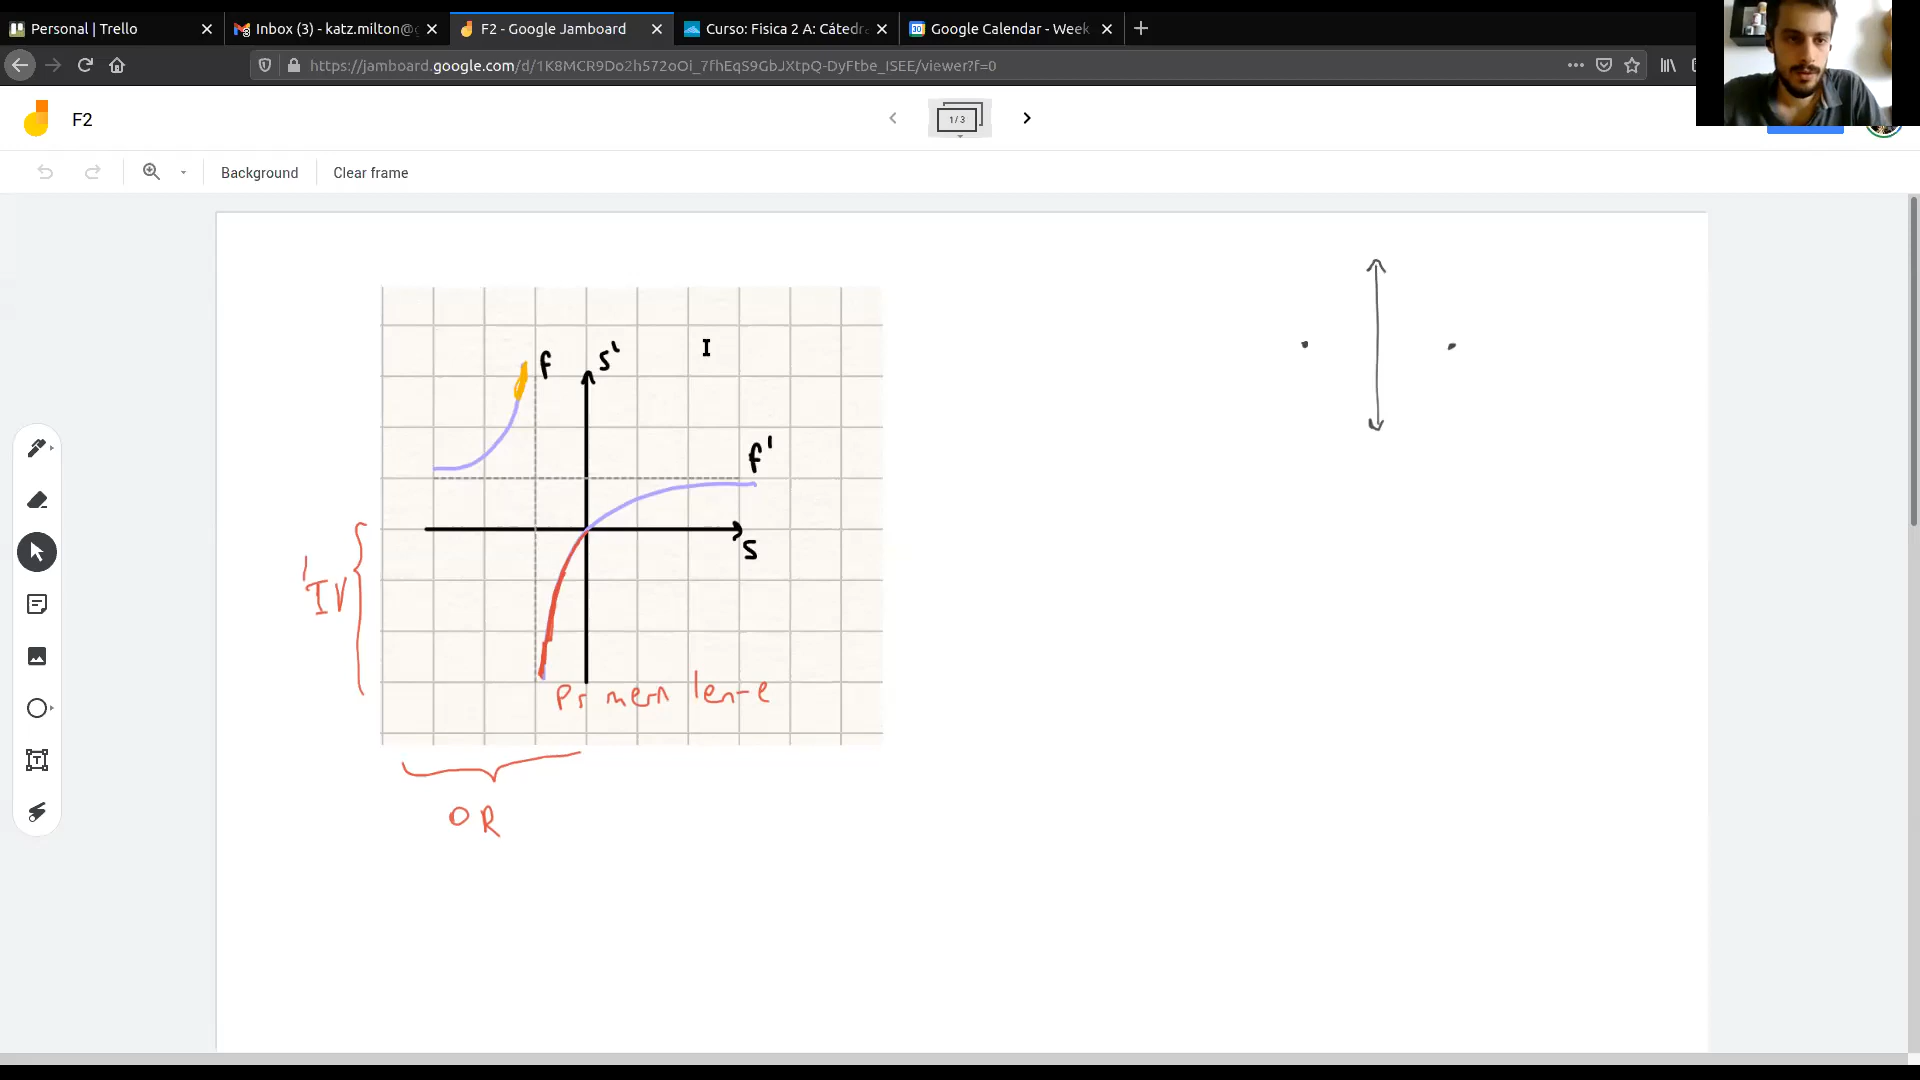 Personal | Trello
Inbox (3) - katz.milton@g
F2 - Google Jamboard
Curso: Fisica 2 A: Cátedra
Google Calendar - Week
https://jamboard.google.com/d/1K8MCR9Do2h572oOi_7fhEqS9GbJXtpQ-DyFtbe_ISEE/viewer?f=0
F2
1 / 3
Background
Clear frame
f
s'
f'
s
IV
Primera lente
OR